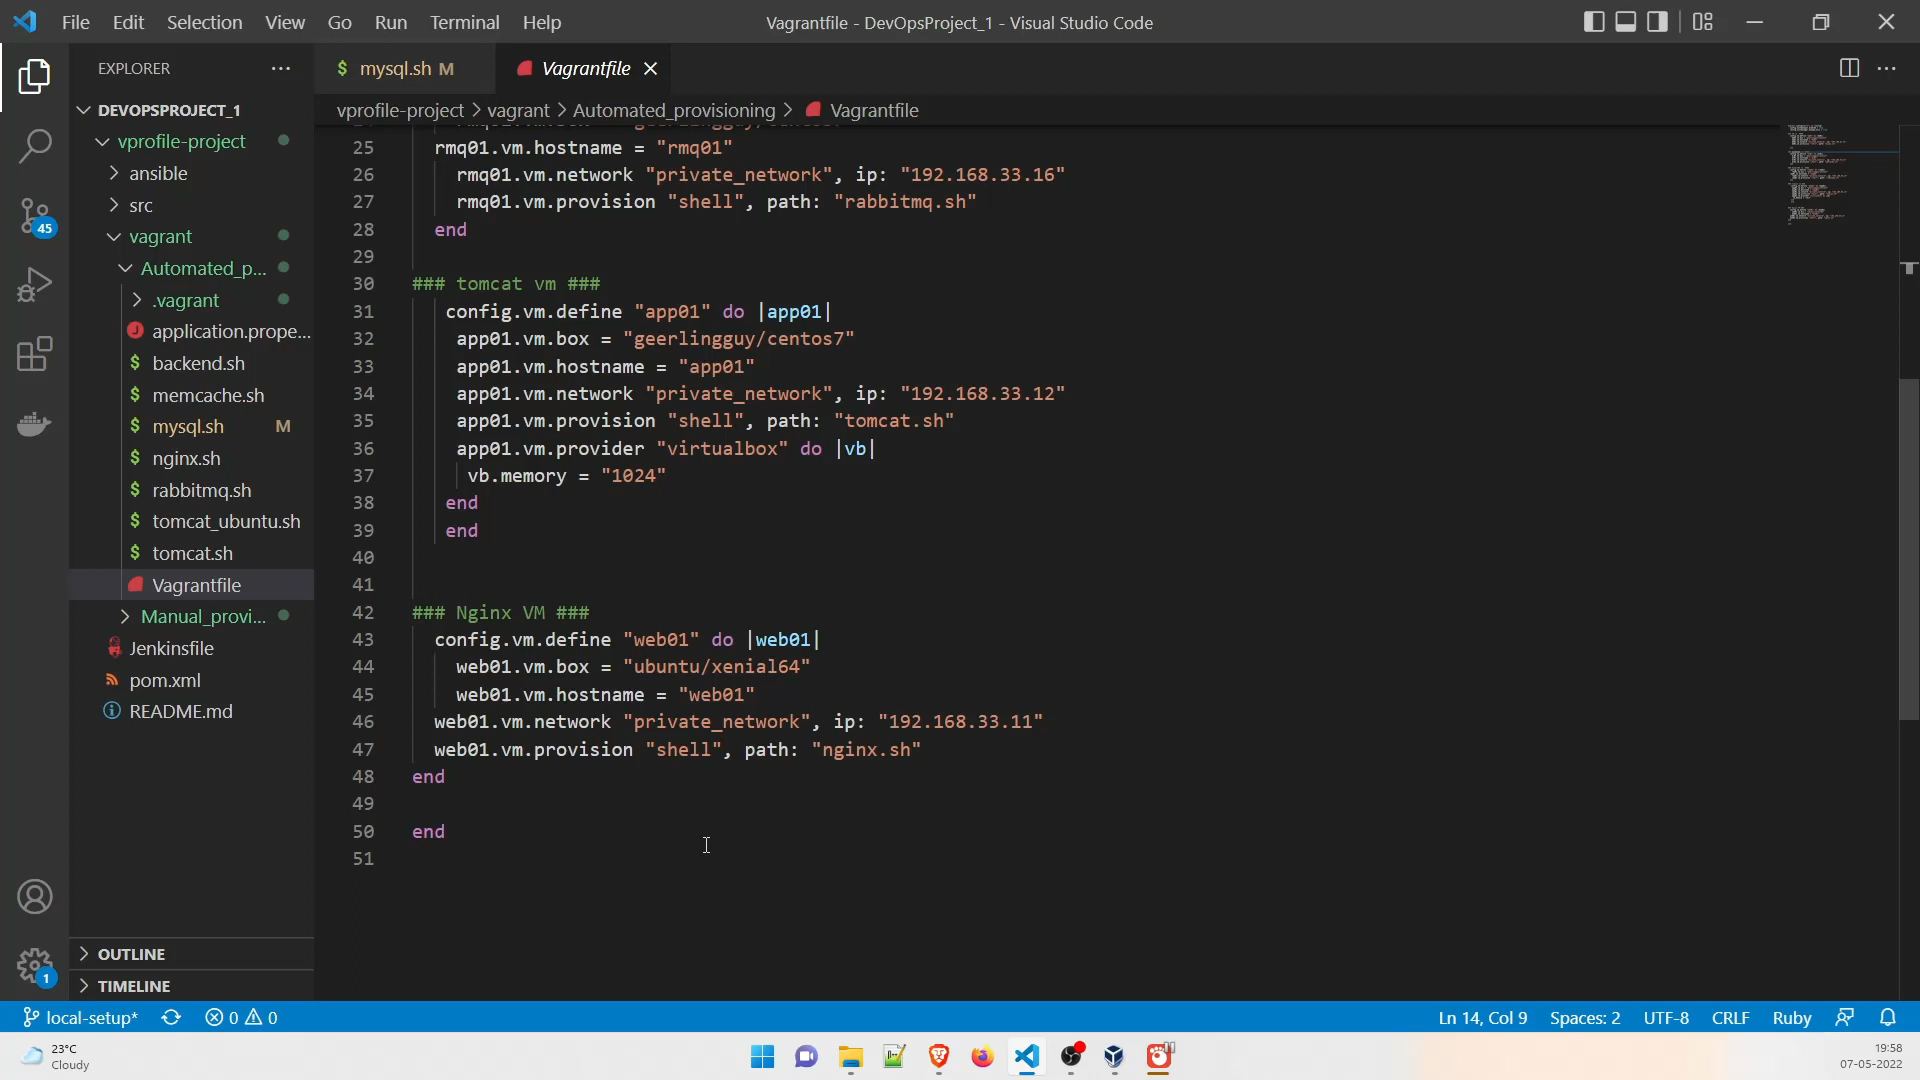 File Edit Selection View Go Run Terminal Help
Vagrantfile - DevOpsProject_1 - Visual Studio Code
EXPLORER
DEVOPSPROJECT_1
vprofile-project
ansible
src
vagrant
Automated_p...
.vagrant
application.prope...
backend.sh
memcache.sh
mysql.sh M
nginx.sh
rabbitmq.sh
tomcat_ubuntu.sh
tomcat.sh
Vagrantfile
Manual_provi...
Jenkinsfile
pom.xml
README.md
OUTLINE
TIMELINE
45
1
mysql.sh M
Vagrantfile
vprofile-project > vagrant > Automated_provisioning > Vagrantfile
25 rmq01.vm.hostname = "rmq01"
26 rmq01.vm.network "private_network", ip: "192.168.33.16"
27 rmq01.vm.provision "shell", path: "rabbitmq.sh"
28 end
29
30 ### tomcat vm ###
31 config.vm.define "app01" do |app01|
32 app01.vm.box = "geerlingguy/centos7"
33 app01.vm.hostname = "app01"
34 app01.vm.network "private_network", ip: "192.168.33.12"
35 app01.vm.provision "shell", path: "tomcat.sh"
36 app01.vm.provider "virtualbox" do |vb|
37 vb.memory = "1024"
38 end
39 end
40
41
42 ### Nginx VM ###
43 config.vm.define "web01" do |web01|
44 web01.vm.box = "ubuntu/xenial64"
45 web01.vm.hostname = "web01"
46 web01.vm.network "private_network", ip: "192.168.33.11"
47 web01.vm.provision "shell", path: "nginx.sh"
48 end
49
50 end
51
local-setup* 0 0
Ln 14, Col 9 Spaces: 2 UTF-8 CRLF Ruby
23°C
Cloudy
19:58
07-05-2022